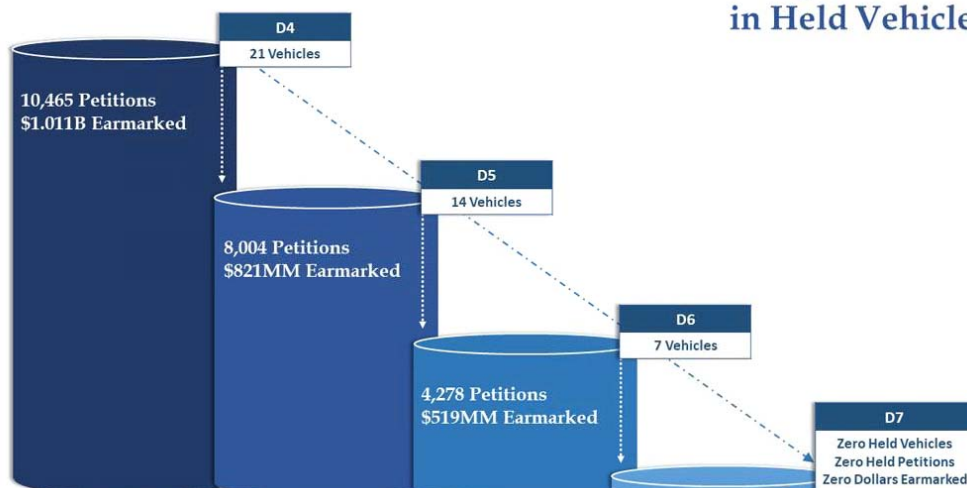 in Held Vehicle
D4
21 Vehicles
10,465 Petitions
$1.011B Earmarked
D5
14 Vehicles
8,004 Petitions
$821MM Earmarked
D6
7 Vehicles
4,278 Petitions
$519MM Earmarked
D7
Zero Held Vehicles
Zero Held Petitions
Zero Dollars Earmarked